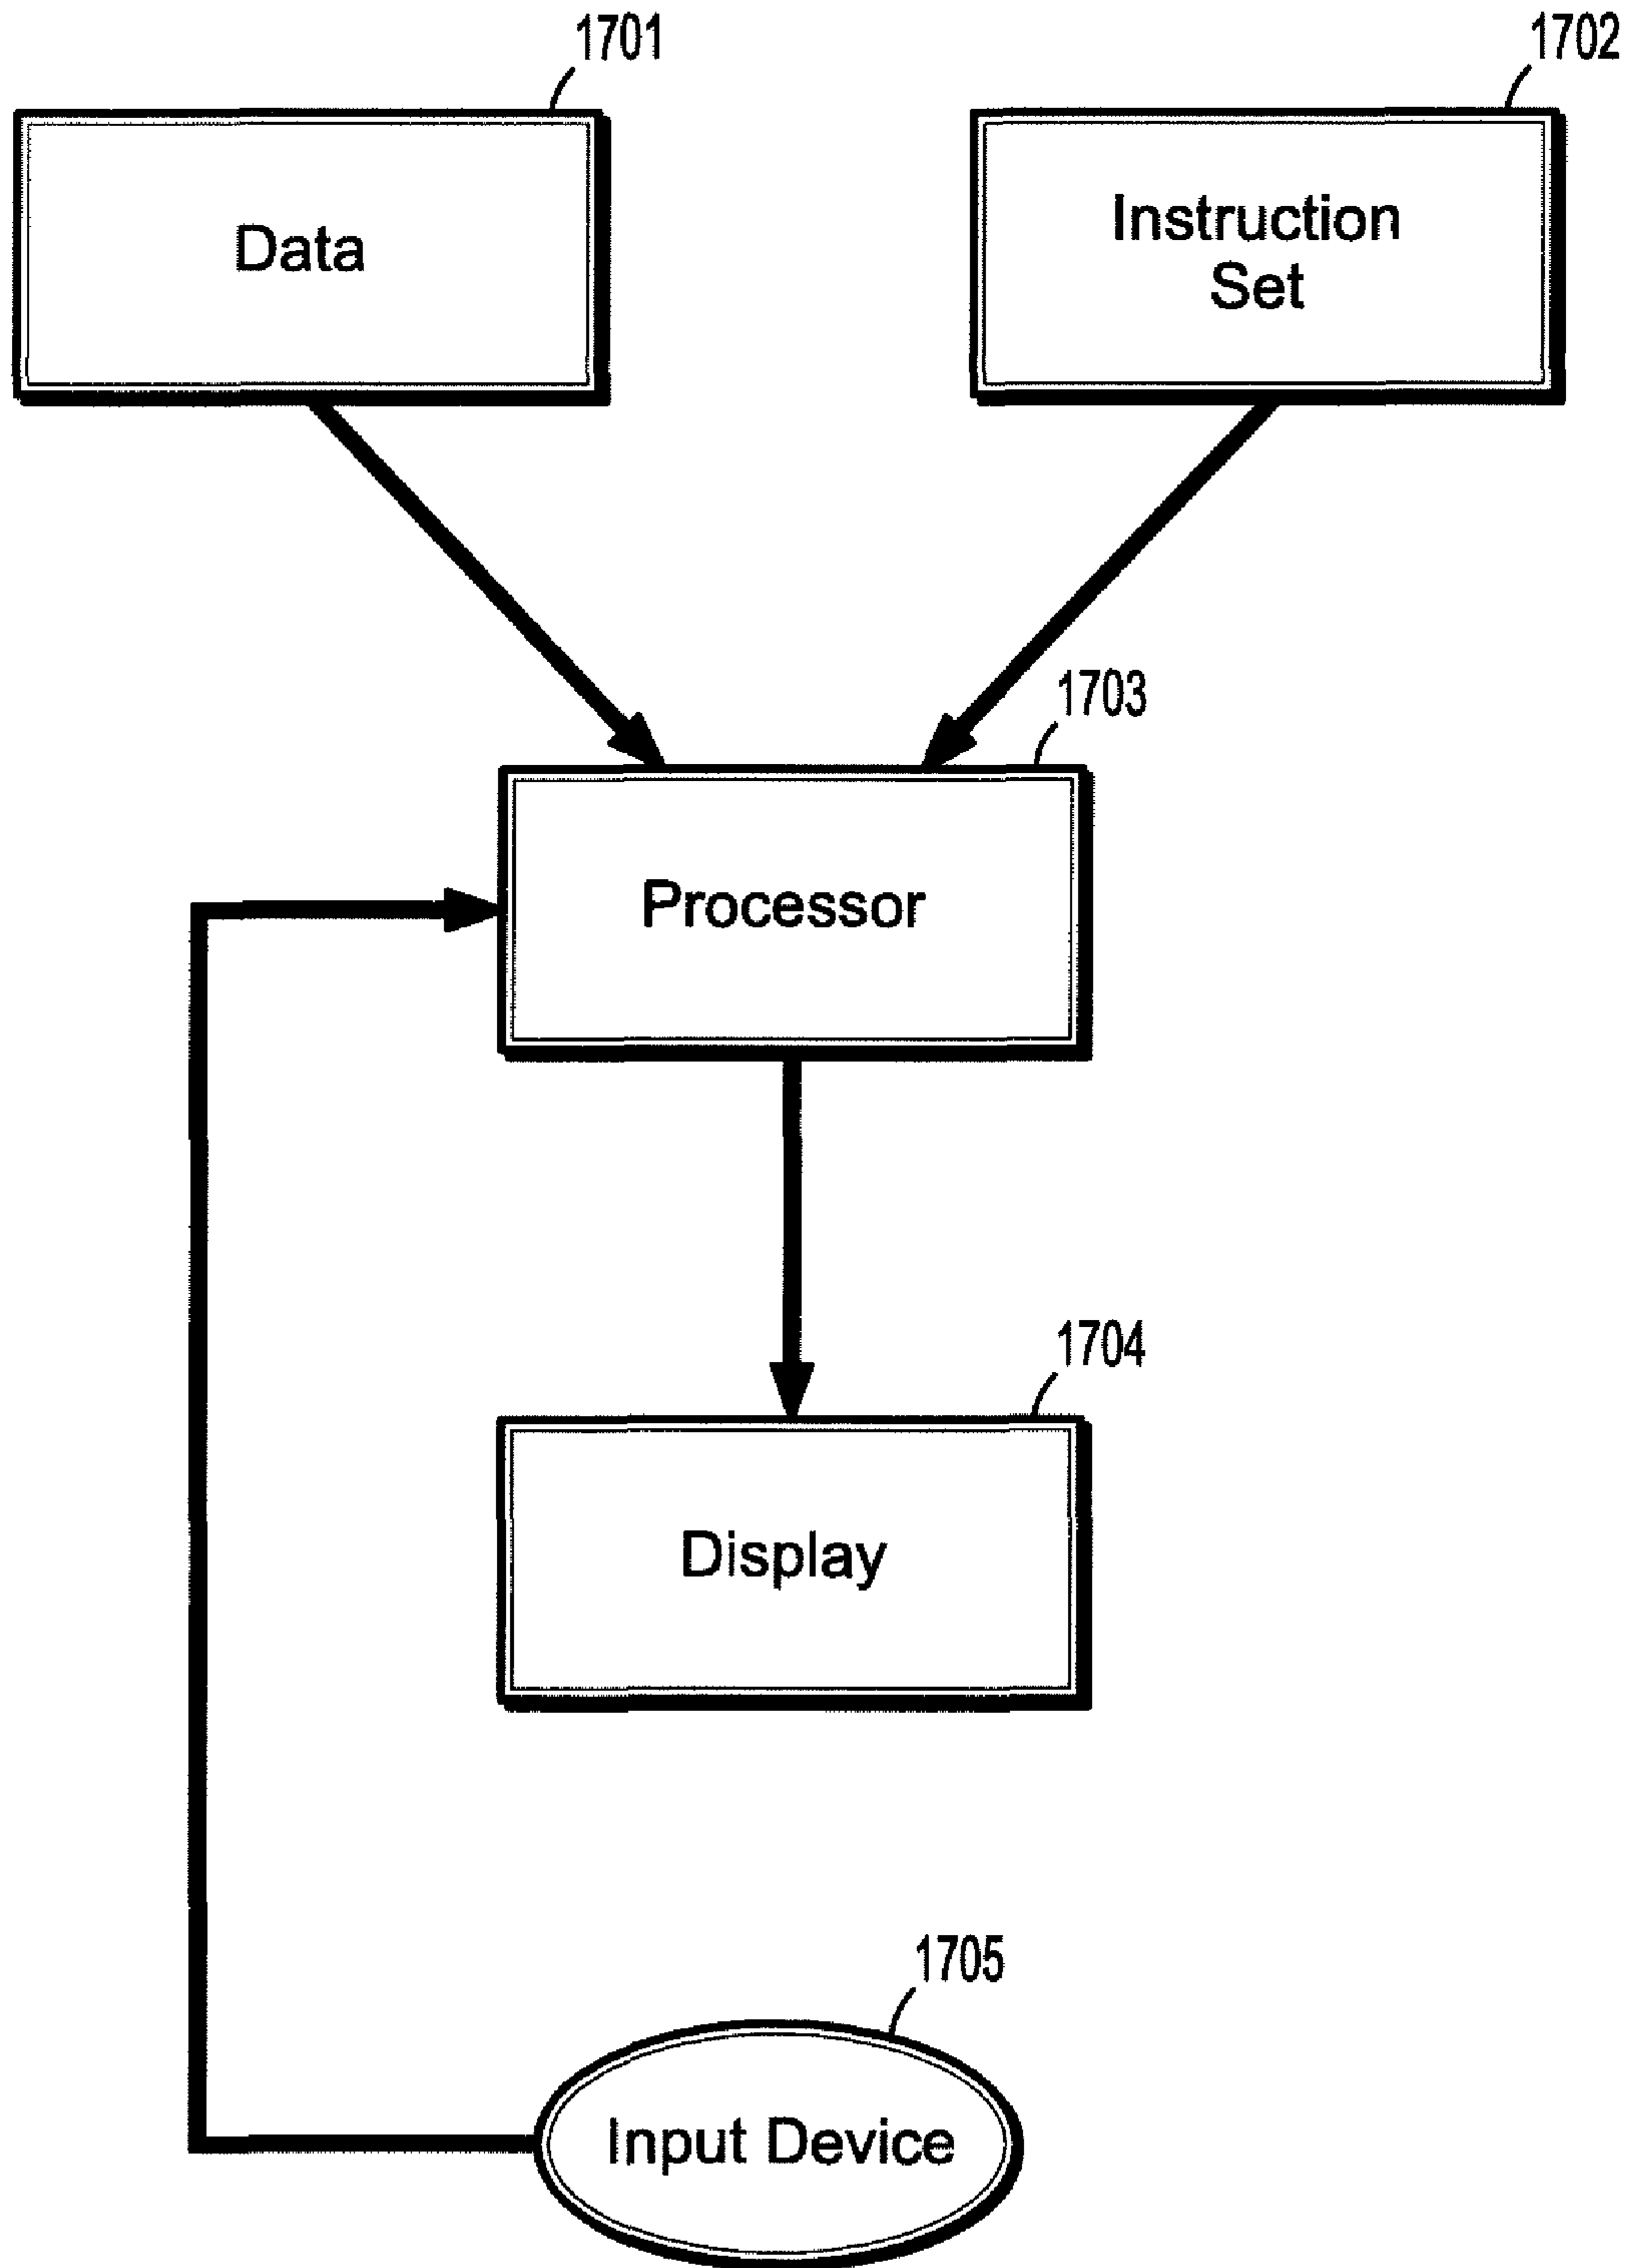 1701
1702
Data
Instruction
Set
1703
Processor
1704
Display
1705
Input Device